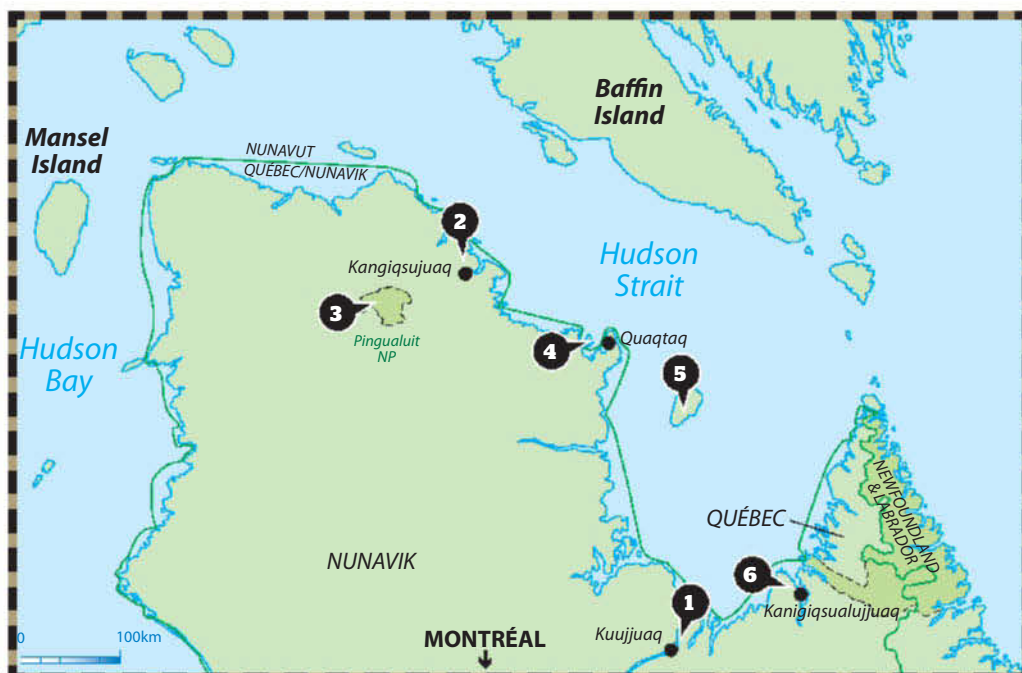 Baffin
Island
Mansel
Island
NUNAVUT
QUÉBEC/NUNAVIK
2
Kangiqsujuaq
Hudson
Strait
3
Pingualuit
NP
4
Quaqtaq
Hudson
Bay
5
NEWFOUNDLAND
& LABRADOR
QUÉBEC
NUNAVIK
6
Kanigiqsualujjuaq
1
0
100km
MONTRÉAL
Kuujjuaq